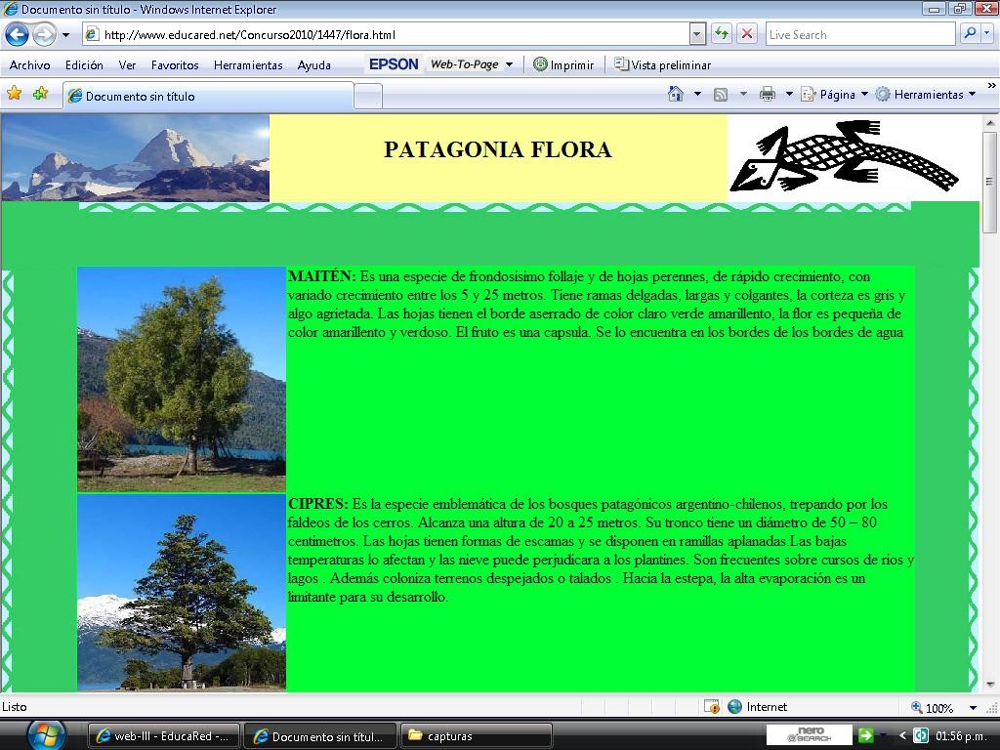 Documento sin título - Windows Internet Explorer
http://www.educared.net/Concurso2010/1447/flora.html
Live Search
Archivo Edición Ver Favoritos Herramientas Ayuda EPSON Web-To-Page Imprimir Vista preliminar
Documento sin título
Página Herramientas
PATAGONIA FLORA
MAITÉN: Es una especie de frondosísimo follaje y de hojas perennes, de rápido crecimiento, con
variado crecimiento entre los 5 y 25 metros. Tiene ramas delgadas, largas y colgantes, la corteza es gris y
algo agrietada. Las hojas tienen el borde aserrado de color claro verde amarillento, la flor es pequeña de
color amarillento y verdoso. El fruto es una capsula. Se lo encuentra en los bordes de los bordes de agua
CIPRES: Es la especie emblemática de los bosques patagónicos argentino-chilenos, trepando por los
faldeos de los cerros. Alcanza una altura de 20 a 25 metros. Su tronco tiene un diámetro de 50 – 80
centímetros. Las hojas tienen formas de escamas y se disponen en ramillas aplanadas.Las bajas
temperaturas lo afectan y las nieve puede perjudicara a los plantines. Son frecuentes sobre cursos de ríos y
lagos . Además coloniza terrenos despejados o talados . Hacia la estepa, la alta evaporación es un
limitante para su desarrollo.
Listo
Internet
100%
web-III - EducaRed -...
Documento sin títul...
capturas
nero
SEARCH
01:56 p.m.